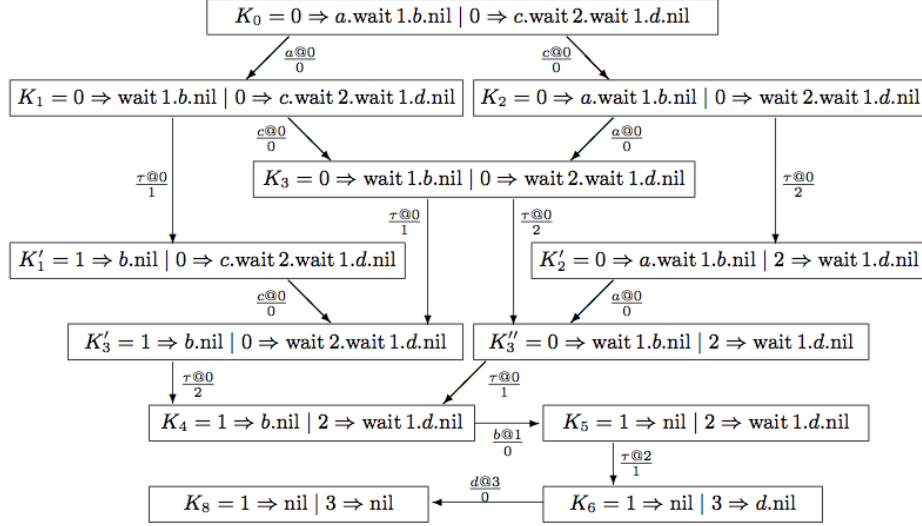 K₀ = 0 ⇒ a.wait 1.b.nil | 0 ⇒ c.wait 2.wait 1.d.nil
a@0/0
c@0/0
K₁ = 0 ⇒ wait 1.b.nil | 0 ⇒ c.wait 2.wait 1.d.nil
K₂ = 0 ⇒ a.wait 1.b.nil | 0 ⇒ wait 2.wait 1.d.nil
c@0/0
a@0/0
τ@0/1
K₃ = 0 ⇒ wait 1.b.nil | 0 ⇒ wait 2.wait 1.d.nil
τ@0/2
τ@0/1
τ@0/2
K₁′ = 1 ⇒ b.nil | 0 ⇒ c.wait 2.wait 1.d.nil
K₂′ = 0 ⇒ a.wait 1.b.nil | 2 ⇒ wait 1.d.nil
c@0/0
a@0/0
K₃′ = 1 ⇒ b.nil | 0 ⇒ wait 2.wait 1.d.nil
K₃″ = 0 ⇒ wait 1.b.nil | 2 ⇒ wait 1.d.nil
τ@0/2
τ@0/1
K₄ = 1 ⇒ b.nil | 2 ⇒ wait 1.d.nil
b@1/0
K₅ = 1 ⇒ nil | 2 ⇒ wait 1.d.nil
τ@2/1
K₈ = 1 ⇒ nil | 3 ⇒ nil
d@3/0
K₆ = 1 ⇒ nil | 3 ⇒ d.nil